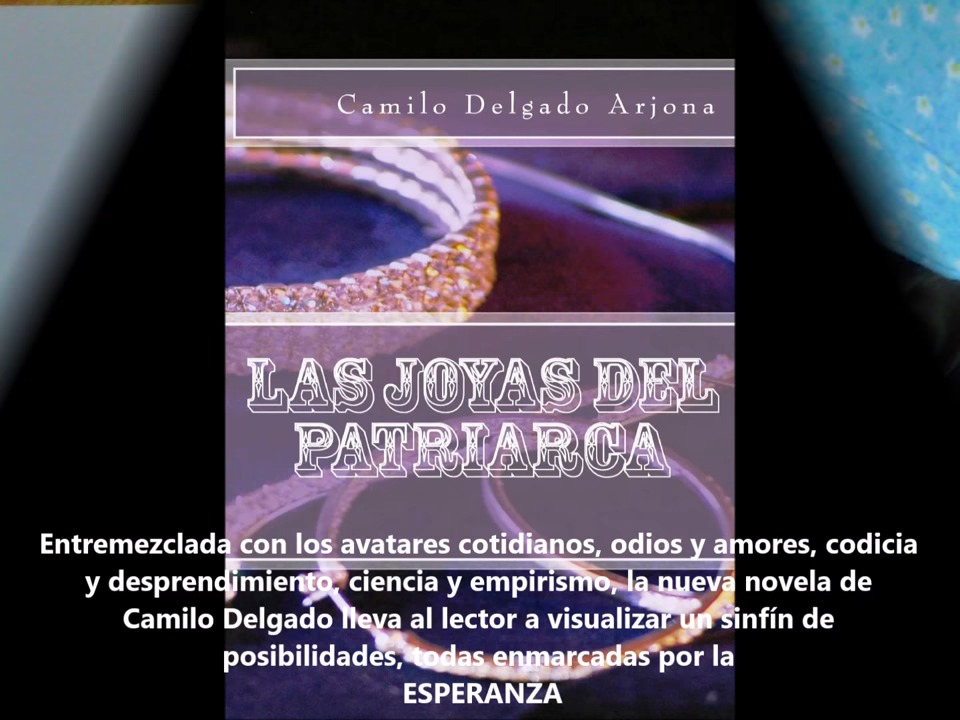 Camilo Delgado Arjona
LAS JOYAS DEL
PATRIARCA
Entremezclada con los avatares cotidianos, odios y amores, codicia
y desprendimiento, ciencia y empirismo, la nueva novela de
Camilo Delgado lleva al lector a visualizar un sinfín de
posibilidades, todas enmarcadas por la
ESPERANZA